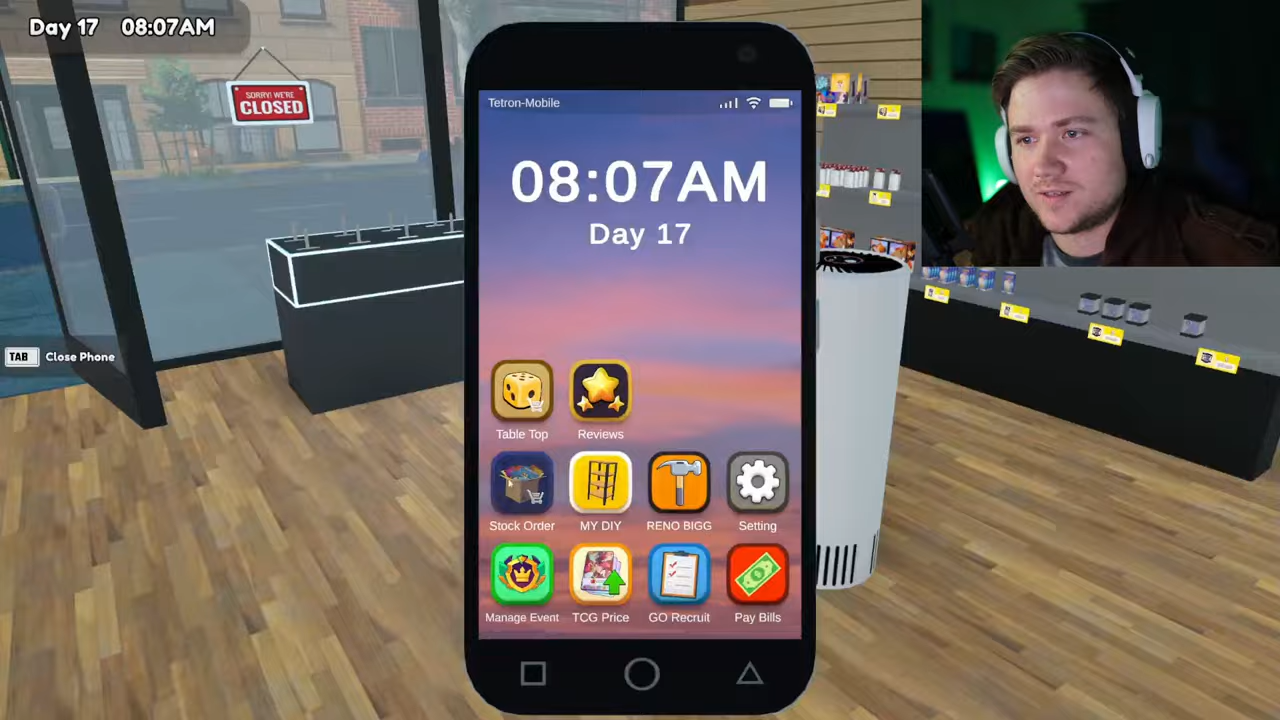 Day 17 08:07AM
SORRY! WE'RE
CLOSED
TAB Close Phone
Tetron-Mobile
08:07AM
Day 17
Table Top Reviews
Stock Order MY DIY RENO BIGG Setting
Manage Event TCG Price GO Recruit Pay Bills